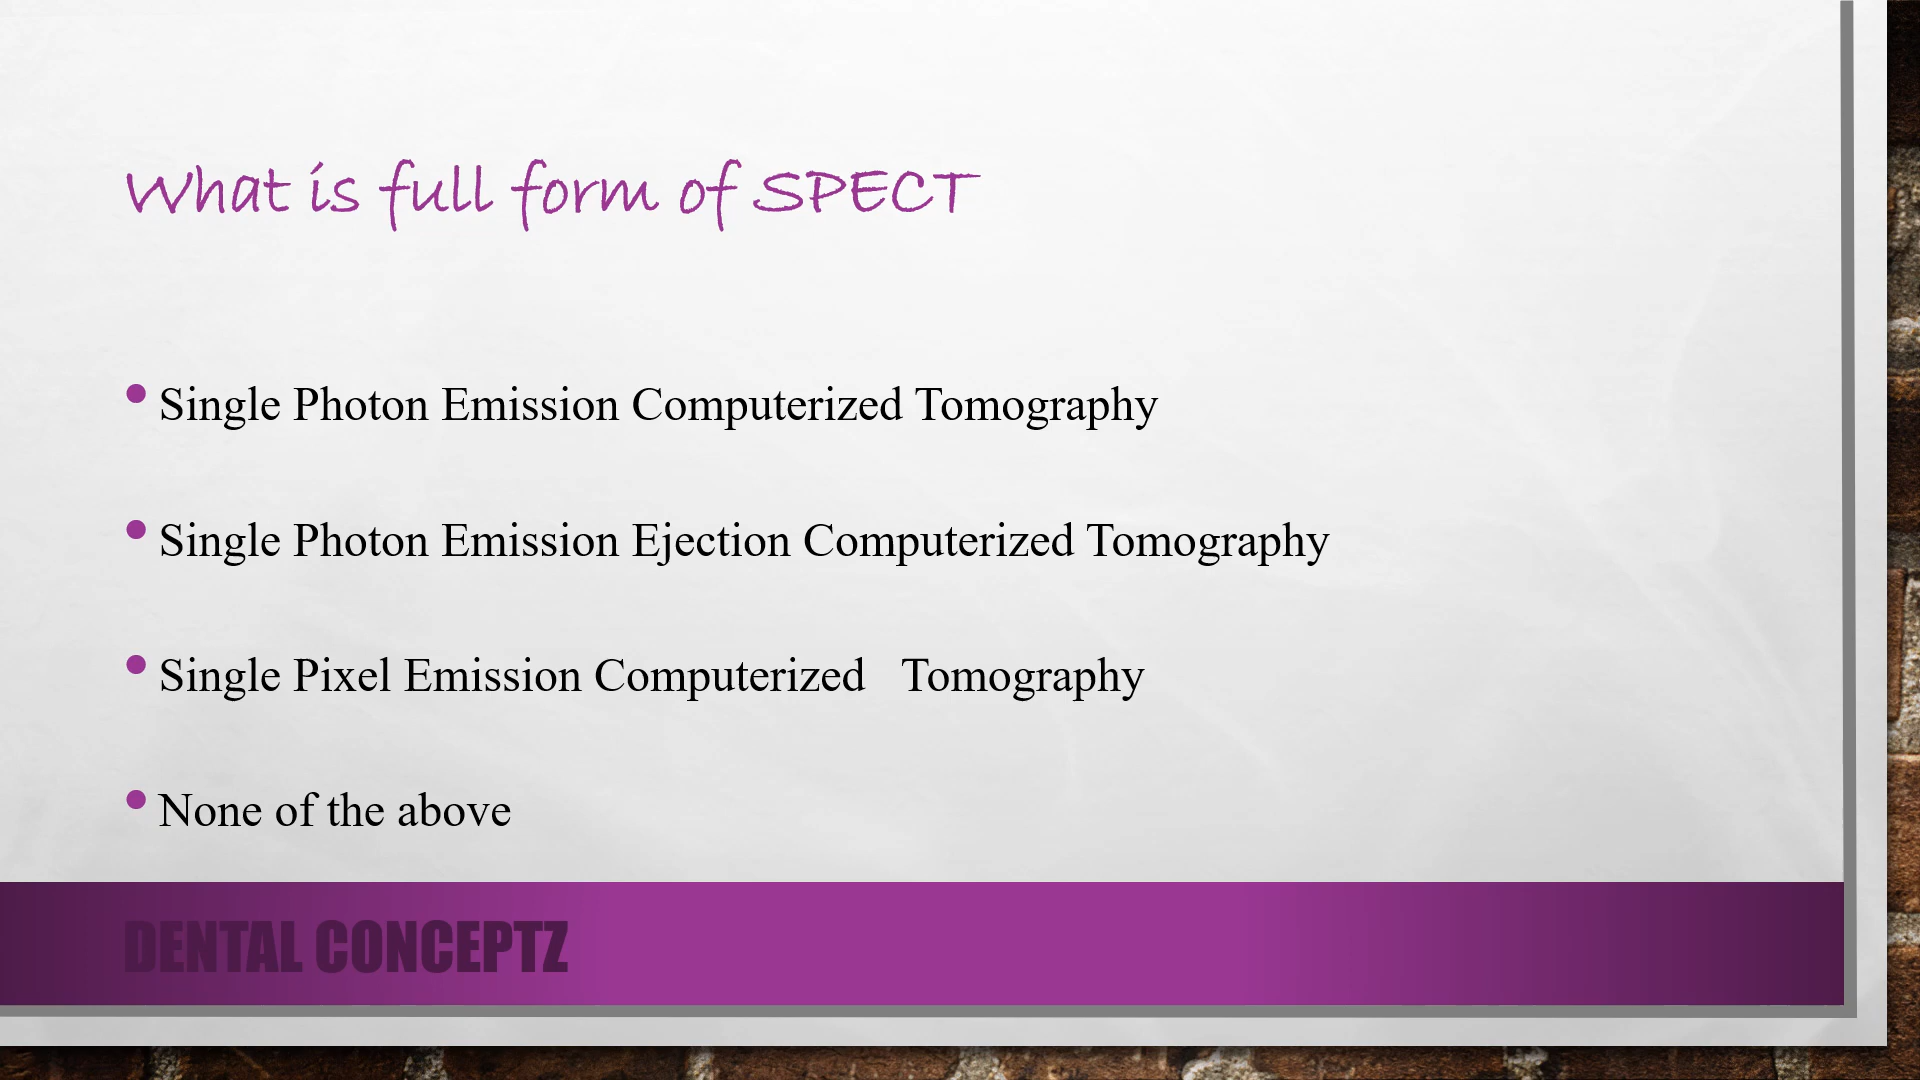 What is full form of SPECT
• Single Photon Emission Computerized Tomography
• Single Photon Emission Ejection Computerized Tomography
• Single Pixel Emission Computerized   Tomography
• None of the above
DENTAL CONCEPTZ